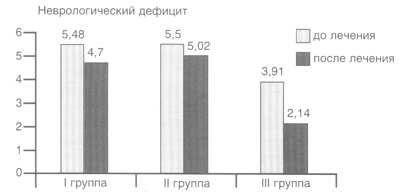 Неврологический дефицит
до лечения
после лечения
6
5
4
3
2
1
0
5,48
4,7
5,5
5,02
3,91
2,14
I группа
II группа
III группа